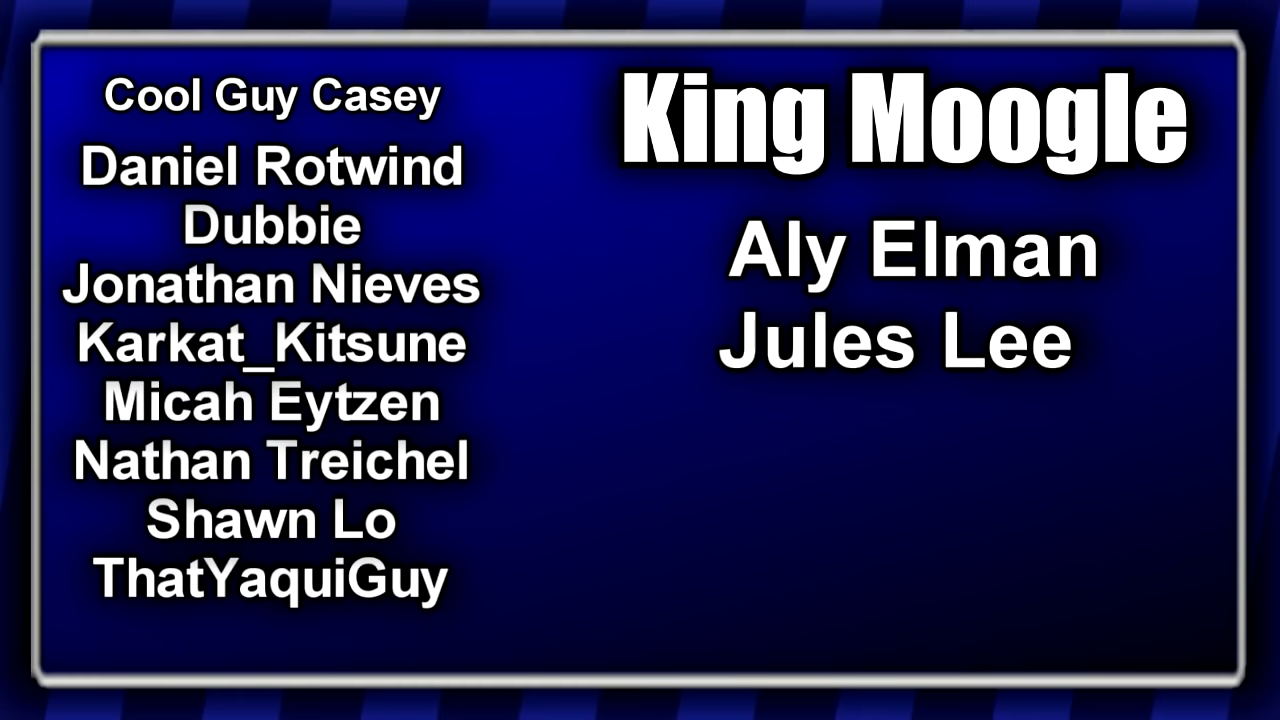 Cool Guy Casey
Daniel Rotwind
Dubbie
Jonathan Nieves
Karkat_Kitsune
Micah Eytzen
Nathan Treichel
Shawn Lo
ThatYaquiGuy
King Moogle
Aly Elman
Jules Lee